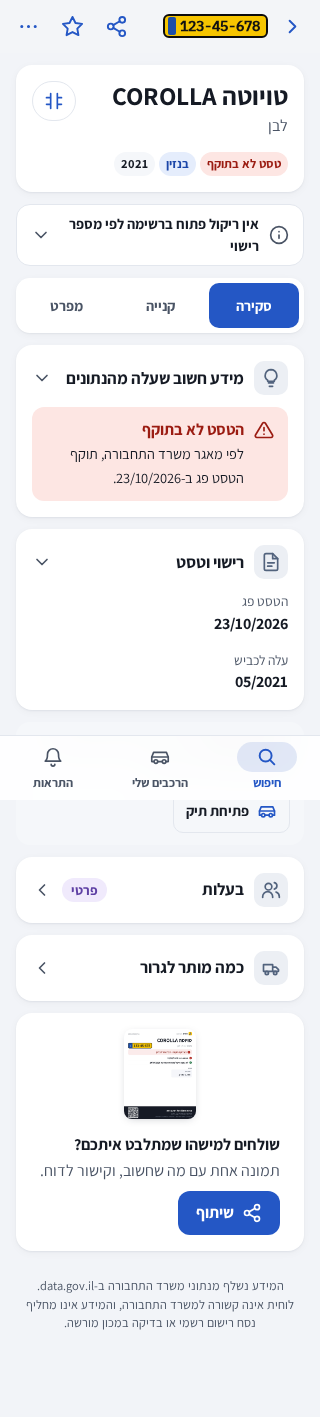 123-45-678
טויוטה COROLLA
לבן
טסט לא בתוקף
בנזין
2021
אין ריקול פתוח ברשימה לפי מספר
רישוי
סקירה
קנייה
מפרט
מידע חשוב שעלה מהנתונים
הטסט לא בתוקף
לפי מאגר משרד התחבורה, תוקף
הטסט פג ב-23/10/2026.
רישוי וטסט
הטסט פג
23/10/2026
עלה לכביש
05/2021
חיפוש
הרכבים שלי
התראות
פתיחת תיק
בעלות
פרטי
כמה מותר לגרור
שולחים למישהו שמתלבט איתכם?
תמונה אחת עם מה שחשוב, וקישור לדוח.
שיתוף
המידע נשלף מנתוני משרד התחבורה ב-data.gov.il.
לוחית אינה קשורה למשרד התחבורה, והמידע אינו מחליף
נסח רישום רשמי או בדיקה במכון מורשה.